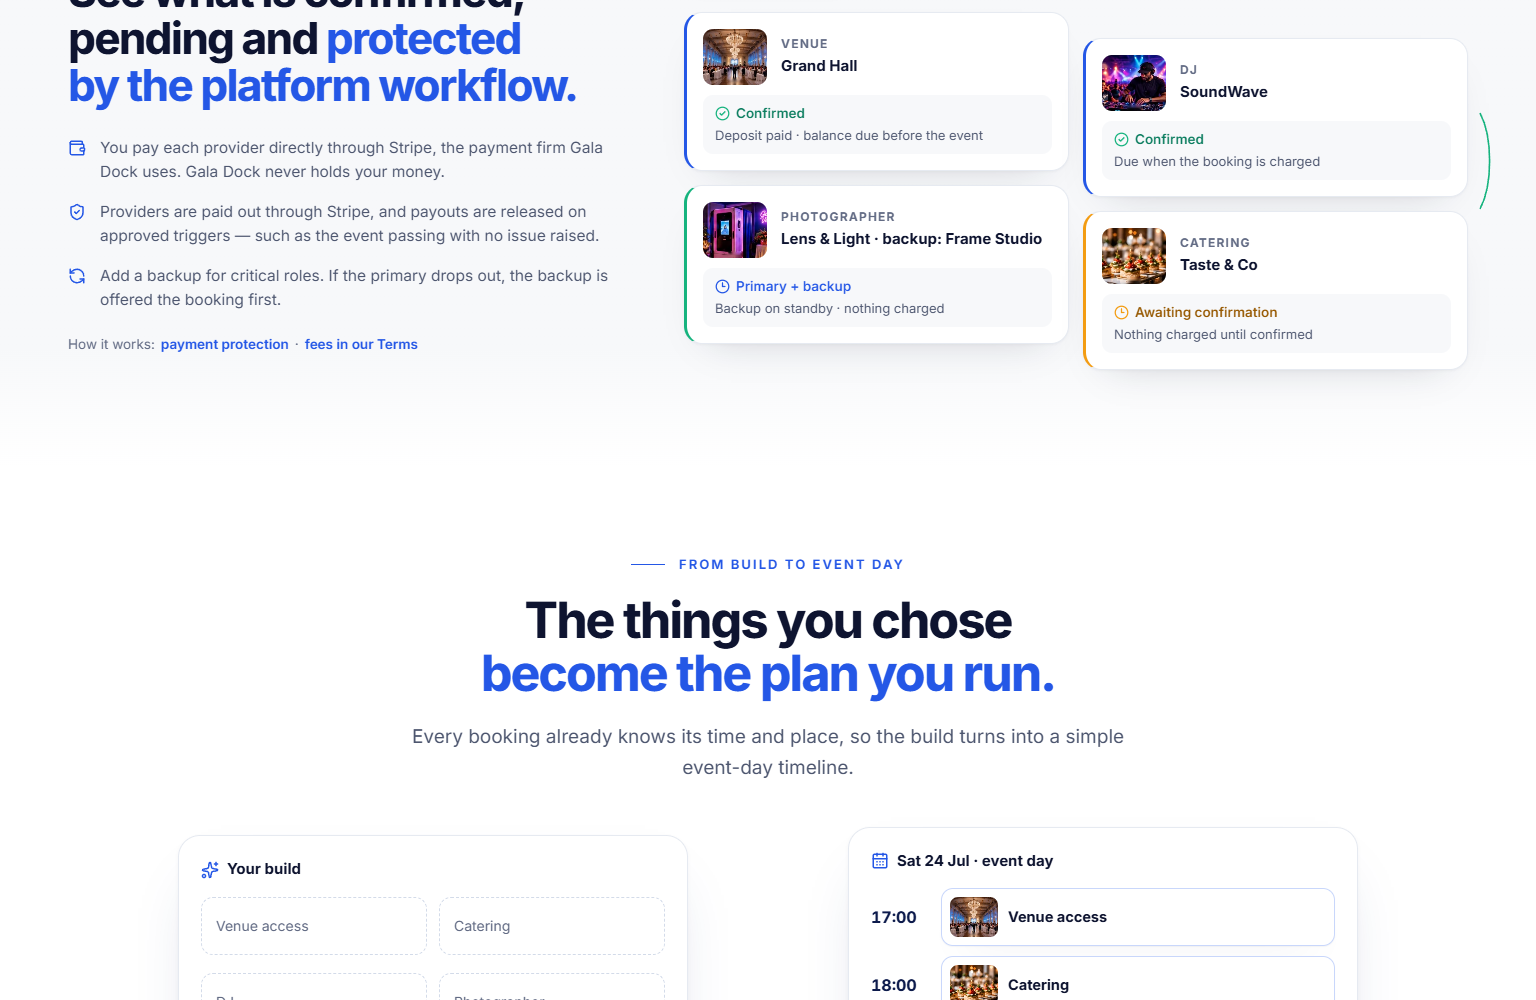 See what is confirmed,
pending and protected
by the platform workflow.
You pay each provider directly through Stripe, the payment firm Gala
Dock uses. Gala Dock never holds your money.
Providers are paid out through Stripe, and payouts are released on
approved triggers — such as the event passing with no issue raised.
Add a backup for critical roles. If the primary drops out, the backup is
offered the booking first.
How it works: payment protection · fees in our Terms
VENUE
Grand Hall
Confirmed
Deposit paid · balance due before the event
DJ
SoundWave
Confirmed
Due when the booking is charged
PHOTOGRAPHER
Lens & Light · backup: Frame Studio
Primary + backup
Backup on standby · nothing charged
CATERING
Taste & Co
Awaiting confirmation
Nothing charged until confirmed
FROM BUILD TO EVENT DAY
The things you chose
become the plan you run.
Every booking already knows its time and place, so the build turns into a simple
event-day timeline.
Your build
Venue access
Catering
DJ
Photographer
Sat 24 Jul · event day
17:00
Venue access
18:00
Catering